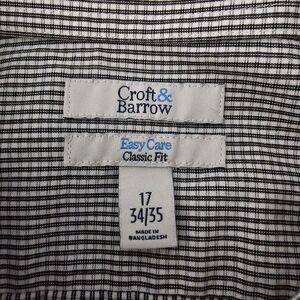 Croft&
Barrow
Easy Care
Classic Fit
17
34/35
MADE IN
BANGLADESH